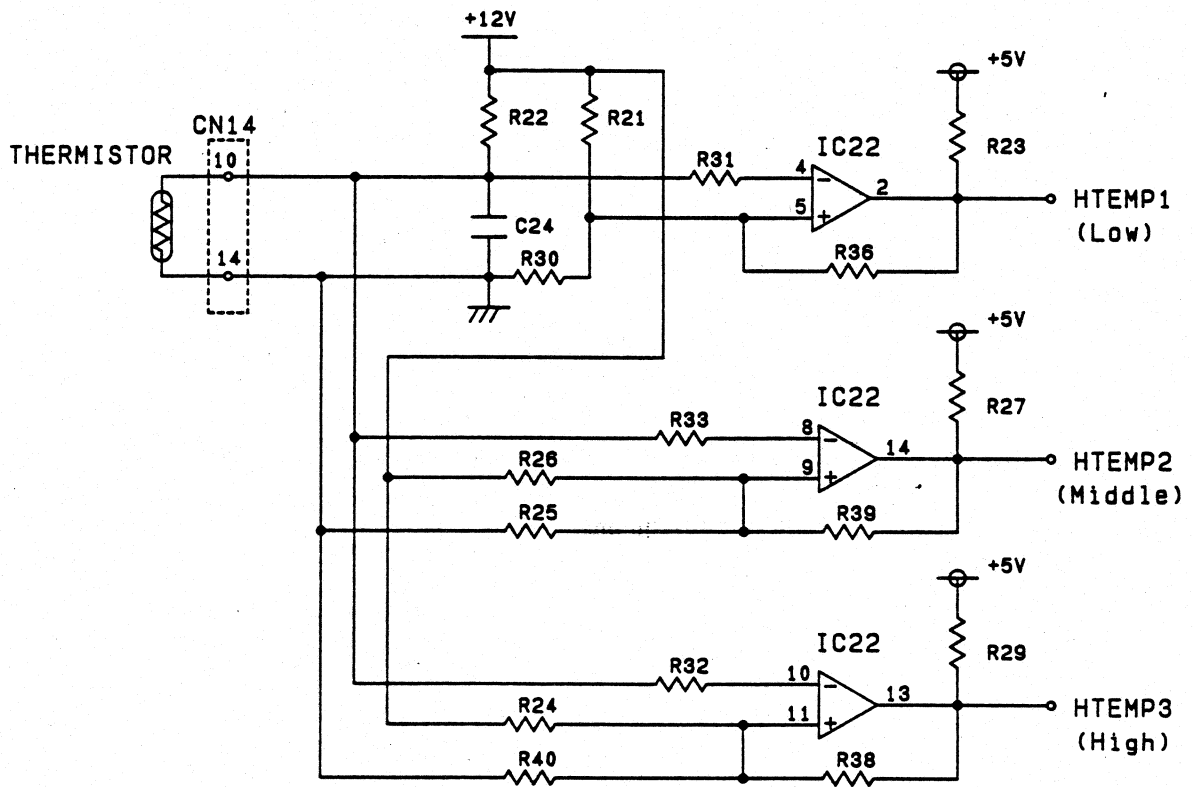 +12V
+5V
R22
R21
R23
CN14
THERMISTOR
10
R31
IC22
4
-
2
5
+
HTEMP1
(Low)
C24
14
R30
R36
+5V
IC22
R27
R33
8
-
14
R26
9
+
HTEMP2
(Middle)
R25
R39
+5V
IC22
R29
R32
10
-
13
R24
11
+
HTEMP3
(High)
R40
R38